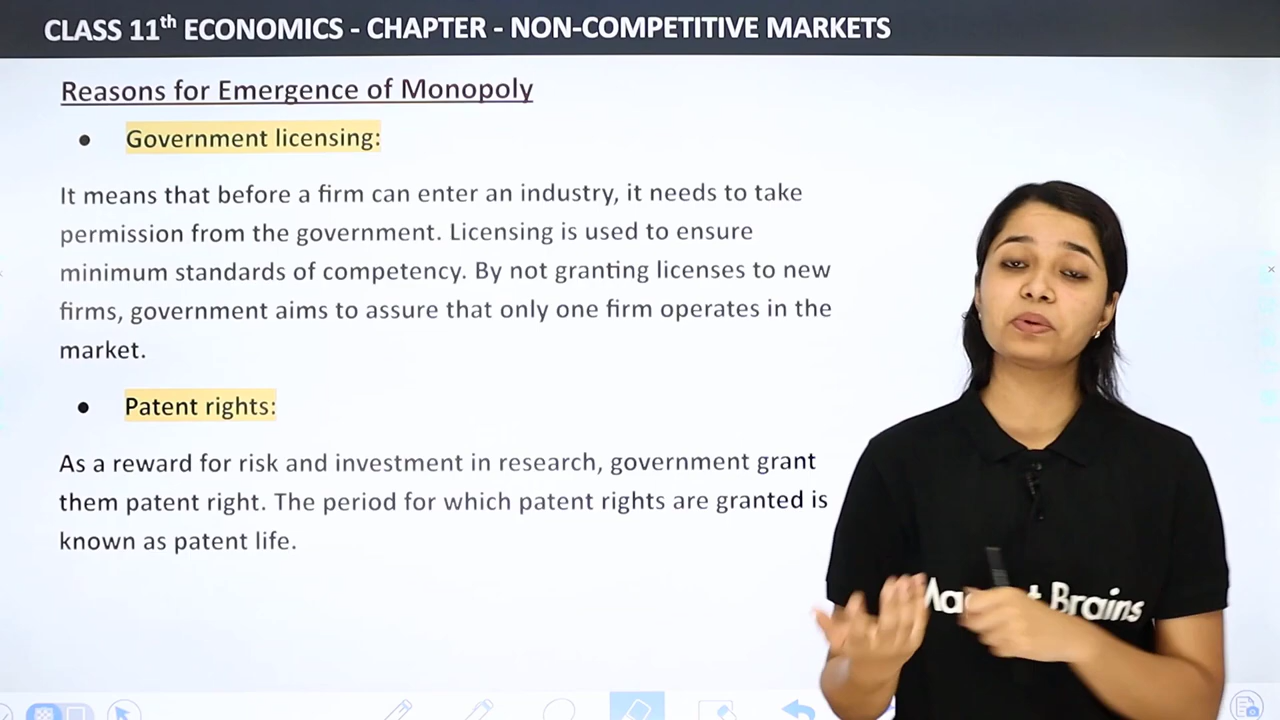 CLASS 11th ECONOMICS - CHAPTER - NON-COMPETITIVE MARKETS
Reasons for Emergence of Monopoly
● Government licensing:
It means that before a firm can enter an industry, it needs to take
permission from the government. Licensing is used to ensure
minimum standards of competency. By not granting licenses to new
firms, government aims to assure that only one firm operates in the
market.
● Patent rights:
As a reward for risk and investment in research, government grant
them patent right. The period for which patent rights are granted is
known as patent life.
Brains